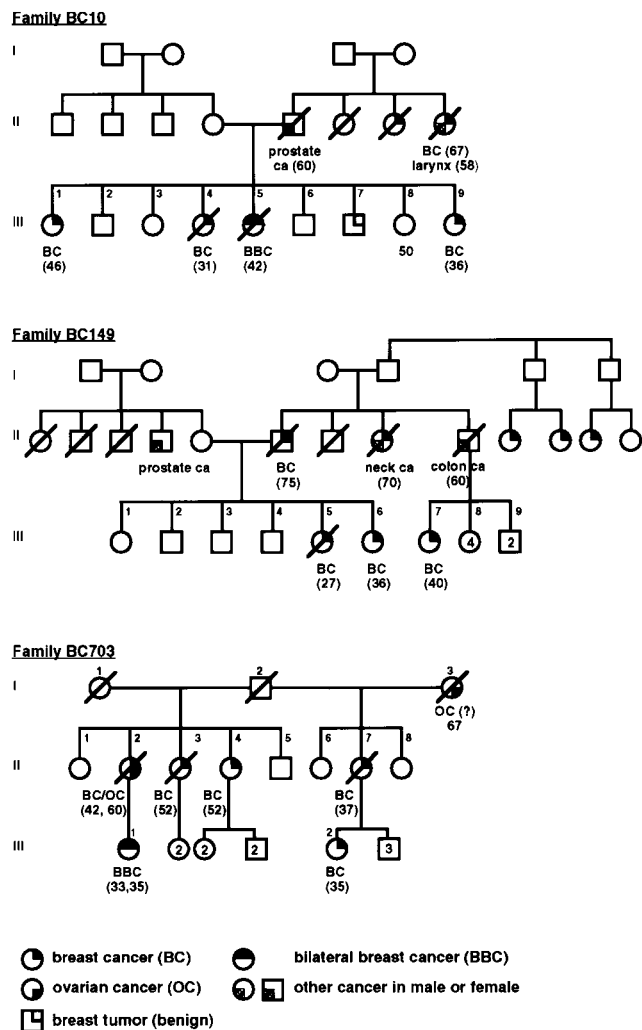 Family BC10
I
II
prostate BC (67)
ca (60) larynx (58)
1 2 3 4 5 6 7 8 9
III
BC BC BBC 50 BC
(46) (31) (42) (36)
Family BC149
I
II
prostate ca BC neck ca colon ca
(75) (70) (60)
1 2 3 4 5 6 7 8 9
III 4 2
BC BC BC
(27) (36) (40)
Family BC703
1 2 3
I
OC (?)
67
1 2 3 4 5 6 7 8
II
BC/OC BC BC BC
(42, 60) (52) (52) (37)
1 2
III 2 2 2 3
BBC BC
(33,35) (35)
breast cancer (BC) bilateral breast cancer (BBC)
ovarian cancer (OC) other cancer in male or female
breast tumor (benign)